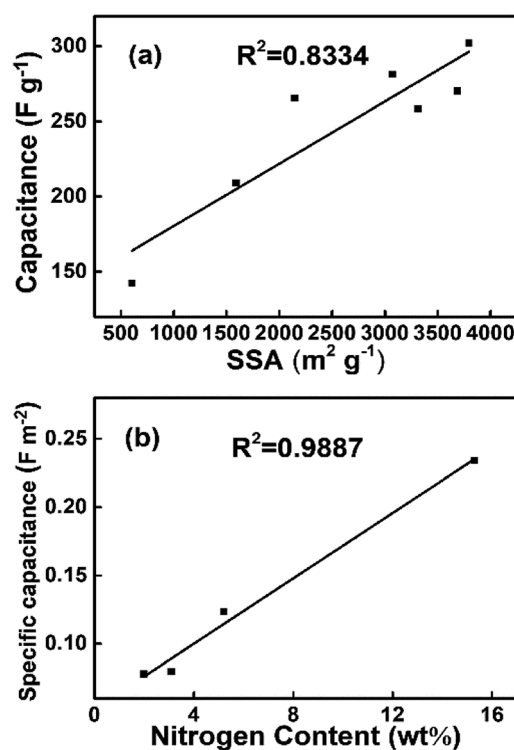 (a)
R²=0.8334
300
250
200
150
Capacitance (F g⁻¹)
500 1000 1500 2000 2500 3000 3500 4000
SSA (m² g⁻¹)
(b)
R²=0.9887
0.25
0.20
0.15
0.10
Specific capacitance (F m⁻²)
0 4 8 12 16
Nitrogen Content (wt%)